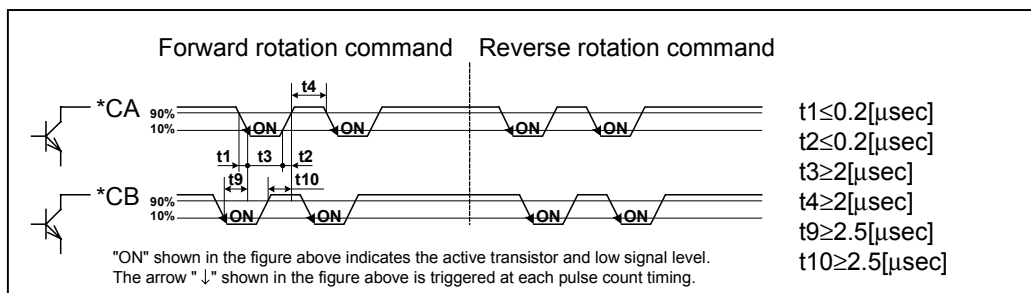 Forward rotation command
Reverse rotation command
t4
*CA
90%
10%
ON
ON
ON
ON
t1
t3
t2
t9
t10
*CB
90%
10%
ON
ON
ON
ON
t1≤0.2[μsec]
t2≤0.2[μsec]
t3≥2[μsec]
t4≥2[μsec]
t9≥2.5[μsec]
t10≥2.5[μsec]
"ON" shown in the figure above indicates the active transistor and low signal level.
The arrow " ↓" shown in the figure above is triggered at each pulse count timing.